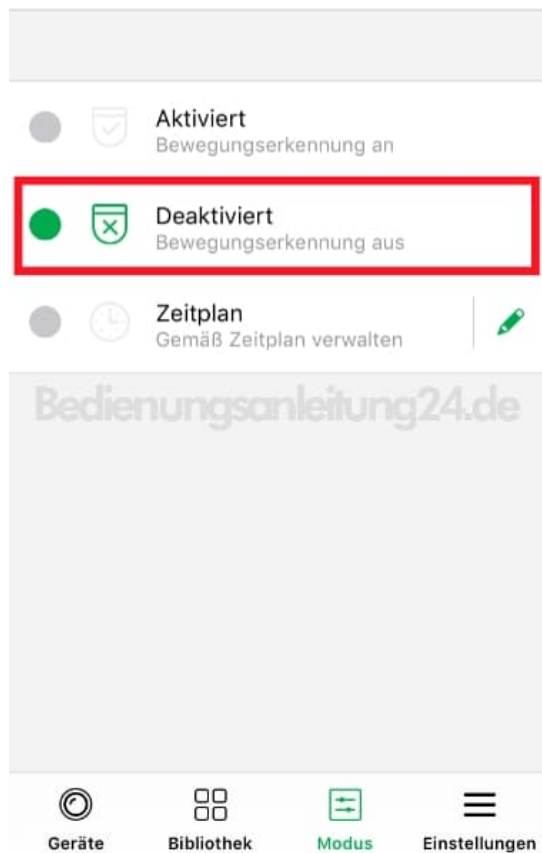 Aktiviert
Bewegungserkennung an
Deaktiviert
Bewegungserkennung aus
Zeitplan
Gemäß Zeitplan verwalten
Bedienungsanleitung24.de
Geräte
Bibliothek
Modus
Einstellungen